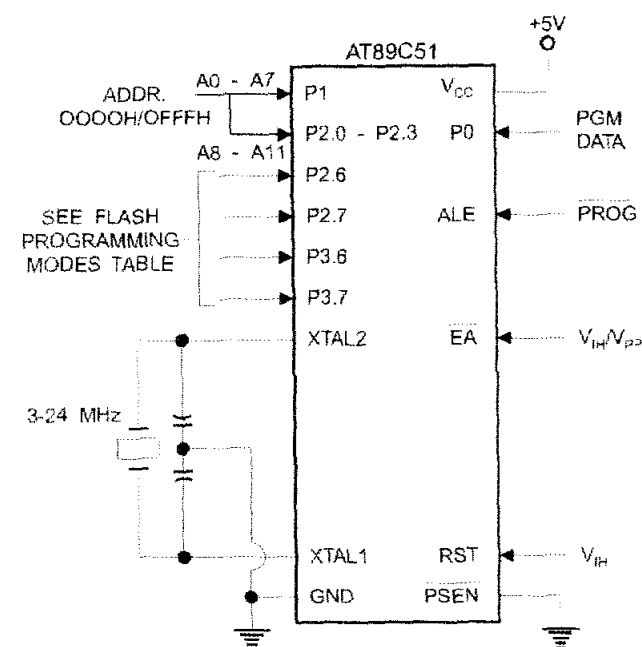 +5V
AT89C51
A0 - A7
ADDR.
OOOOH/OFFFH
P1
VCC
P2.0 - P2.3
P0
PGM
DATA
A8 - A11
P2.6
P2.7
ALE
PROG
SEE FLASH
PROGRAMMING
MODES TABLE
P3.6
P3.7
XTAL2
EA
VIH/VPP
3-24 MHz
XTAL1
RST
VIH
GND
PSEN